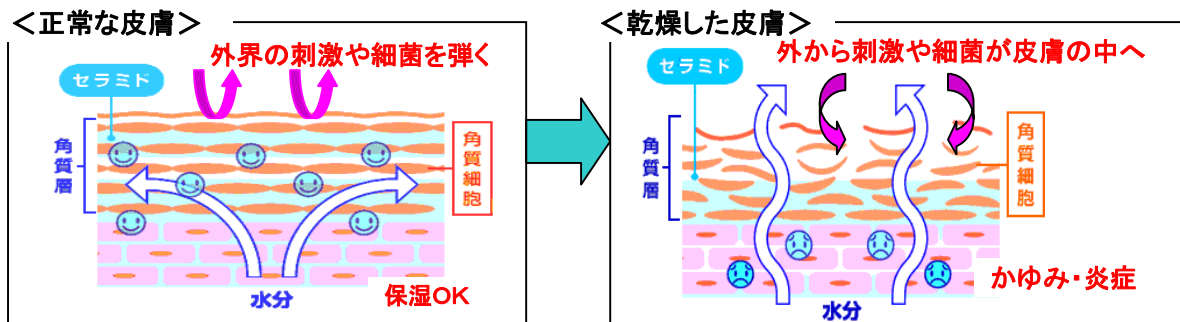 ＜正常な皮膚＞
外界の刺激や細菌を弾く
セラミド
角質層
角質細胞
水分
保湿OK
＜乾燥した皮膚＞
外から刺激や細菌が皮膚の中へ
セラミド
角質層
角質細胞
かゆみ・炎症
水分